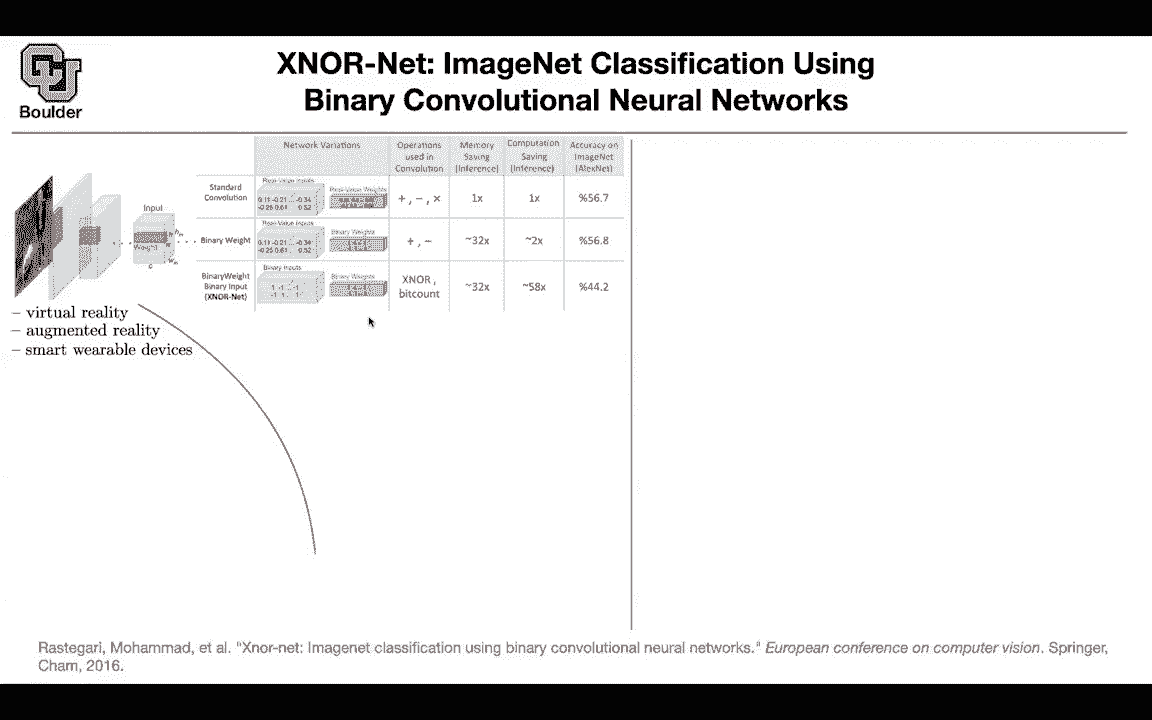 Boulder
XNOR-Net: ImageNet Classification Using
Binary Convolutional Neural Networks
Network Variations
Operations
used in
Convolution
Memory
Saving
(Inference)
Computation
Saving
(Inference)
Accuracy on
ImageNet
(AlexNet)
Input
Weight
c
Standard
Convolution
Real-Value Inputs
0.11 -0.21 ... -0.34
-0.25 0.61 ... 0.52
Real-Value Weights
+ , − , ×
1x
1x
%56.7
Binary Weight
Real-Value Inputs
0.11 -0.21 ... -0.34
-0.25 0.61 ... 0.52
Binary Weights
+ , −
~32x
~2x
%56.8
BinaryWeight
Binary Input
(XNOR-Net)
Binary Inputs
Binary Weights
XNOR ,
bitcount
~32x
~58x
%44.2
– virtual reality
– augmented reality
– smart wearable devices
Rastegari, Mohammad, et al. "Xnor-net: Imagenet classification using binary convolutional neural networks." European conference on computer vision. Springer,
Cham, 2016.